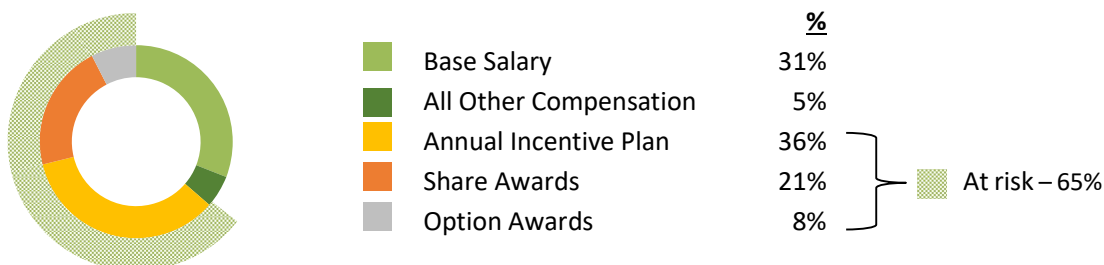 %
Base Salary 31%
All Other Compensation 5%
Annual Incentive Plan 36%
Share Awards 21%
At risk – 65%
Option Awards 8%